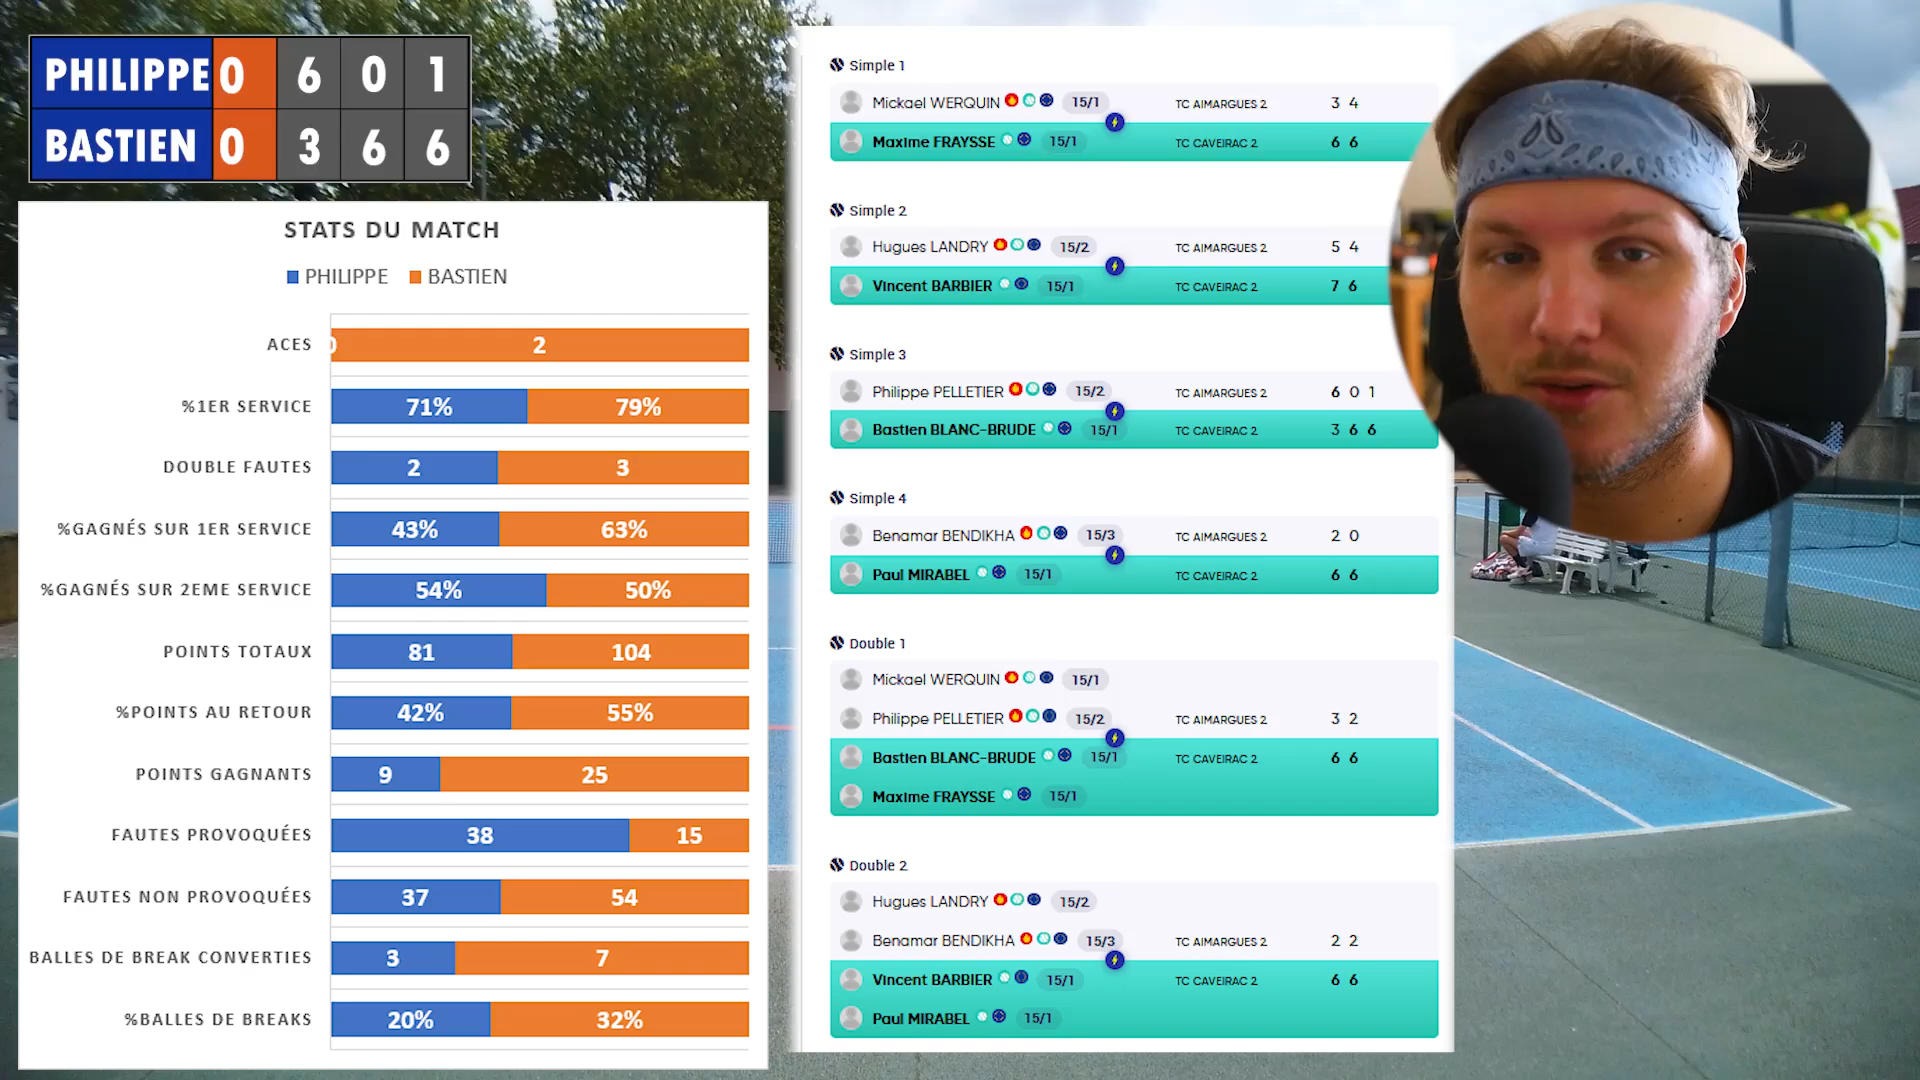 PHILIPPE 0 6 0 1
BASTIEN 0 3 6 6
STATS DU MATCH
PHILIPPE BASTIEN
ACES 0 2
%1ER SERVICE 71% 79%
DOUBLE FAUTES 2 3
%GAGNÉS SUR 1ER SERVICE 43% 63%
%GAGNÉS SUR 2EME SERVICE 54% 50%
POINTS TOTAUX 81 104
%POINTS AU RETOUR 42% 55%
POINTS GAGNANTS 9 25
FAUTES PROVOQUÉES 38 15
FAUTES NON PROVOQUÉES 37 54
BALLES DE BREAK CONVERTIES 3 7
%BALLES DE BREAKS 20% 32%
Simple 1
Mickael WERQUIN 15/1 TC AIMARGUES 2 3 4
Maxime FRAYSSE 15/1 TC CAVEIRAC 2 6 6
Simple 2
Hugues LANDRY 15/2 TC AIMARGUES 2 5 4
Vincent BARBIER 15/1 TC CAVEIRAC 2 7 6
Simple 3
Philippe PELLETIER 15/2 TC AIMARGUES 2 6 0 1
Bastien BLANC-BRUDE 15/1 TC CAVEIRAC 2 3 6 6
Simple 4
Benamar BENDIKHA 15/3 TC AIMARGUES 2 2 0
Paul MIRABEL 15/1 TC CAVEIRAC 2 6 6
Double 1
Mickael WERQUIN 15/1
Philippe PELLETIER 15/2 TC AIMARGUES 2 3 2
Bastien BLANC-BRUDE 15/1 TC CAVEIRAC 2 6 6
Maxime FRAYSSE 15/1
Double 2
Hugues LANDRY 15/2
Benamar BENDIKHA 15/3 TC AIMARGUES 2 2 2
Vincent BARBIER 15/1 TC CAVEIRAC 2 6 6
Paul MIRABEL 15/1